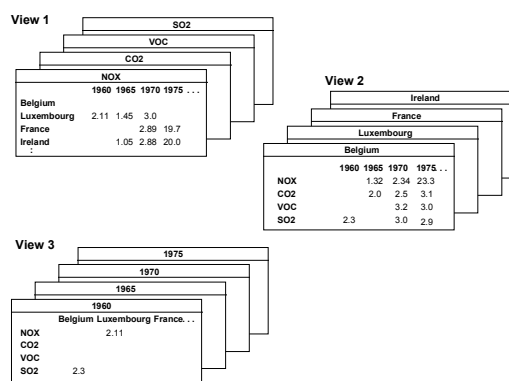 View 1
SO2
VOC
CO2
NOX
1960 1965 1970 1975 ...
Belgium
Luxembourg 2.11 1.45 3.0
France 2.89 19.7
Ireland 1.05 2.88 20.0
:
View 2
Ireland
France
Luxembourg
Belgium
1960 1965 1970 1975...
NOX 1.32 2.34 23.3
CO2 2.0 2.5 3.1
VOC 3.2 3.0
SO2 2.3 3.0 2.9
View 3
1975
1970
1965
1960
Belgium Luxembourg France...
NOX 2.11
CO2
VOC
SO2 2.3